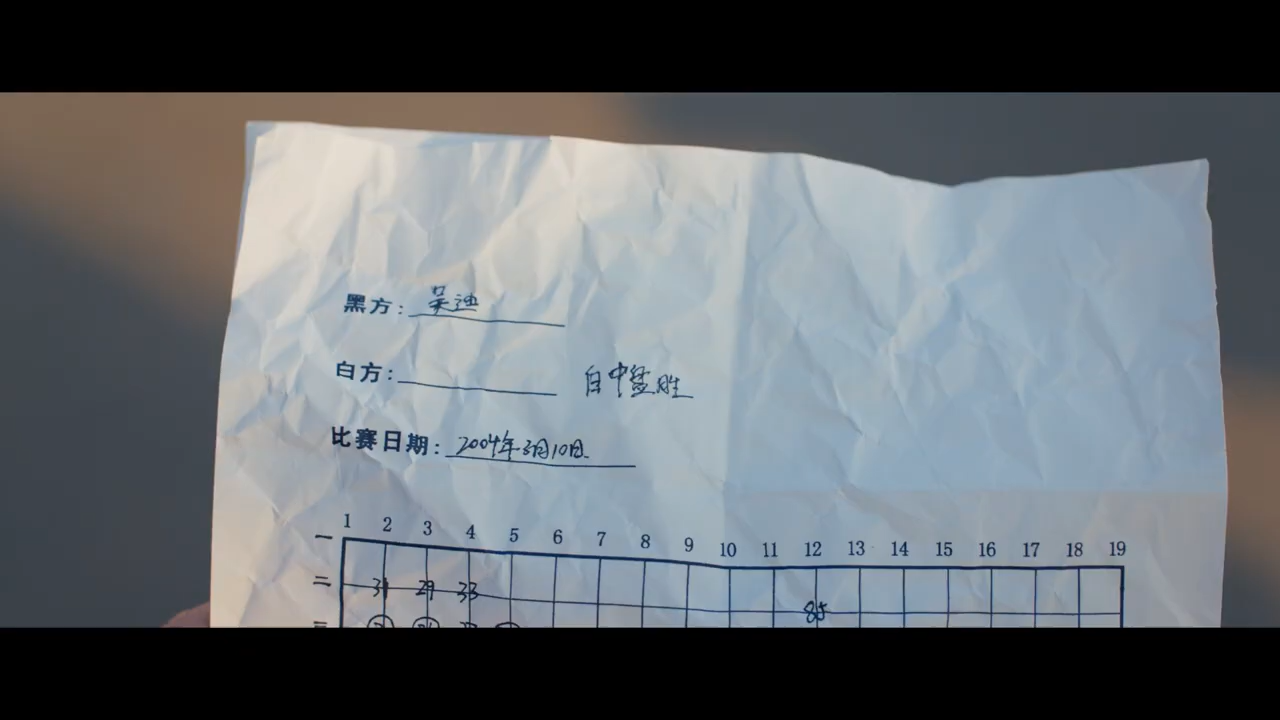 黑方：吴迪
白方： 白中盘胜
比赛日期：2004年3月10日
1 2 3 4 5 6 7 8 9 10 11 12 13 14 15 16 17 18 19
一
二 31 29 33 85
三